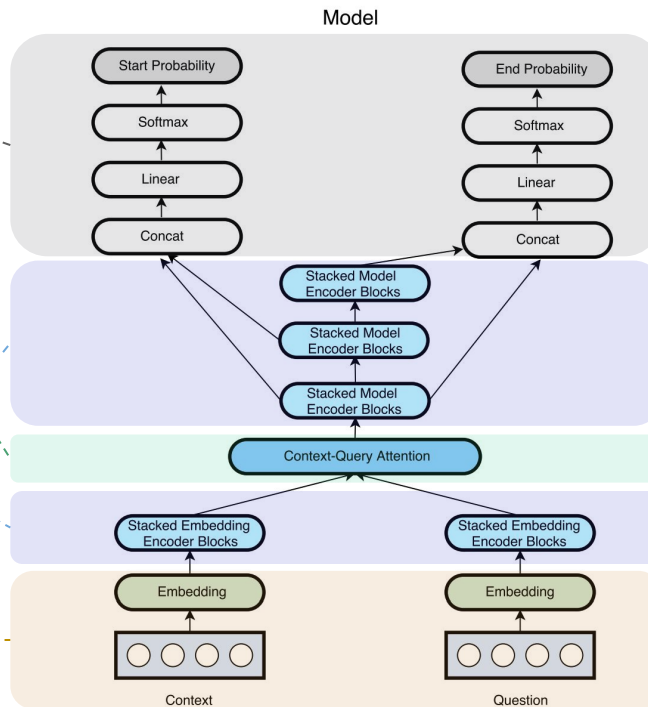 Model
Start Probability
End Probability
Softmax
Softmax
Linear
Linear
Concat
Concat
Stacked Model
Encoder Blocks
Stacked Model
Encoder Blocks
Stacked Model
Encoder Blocks
Context-Query Attention
Stacked Embedding
Encoder Blocks
Stacked Embedding
Encoder Blocks
Embedding
Embedding
Context
Question